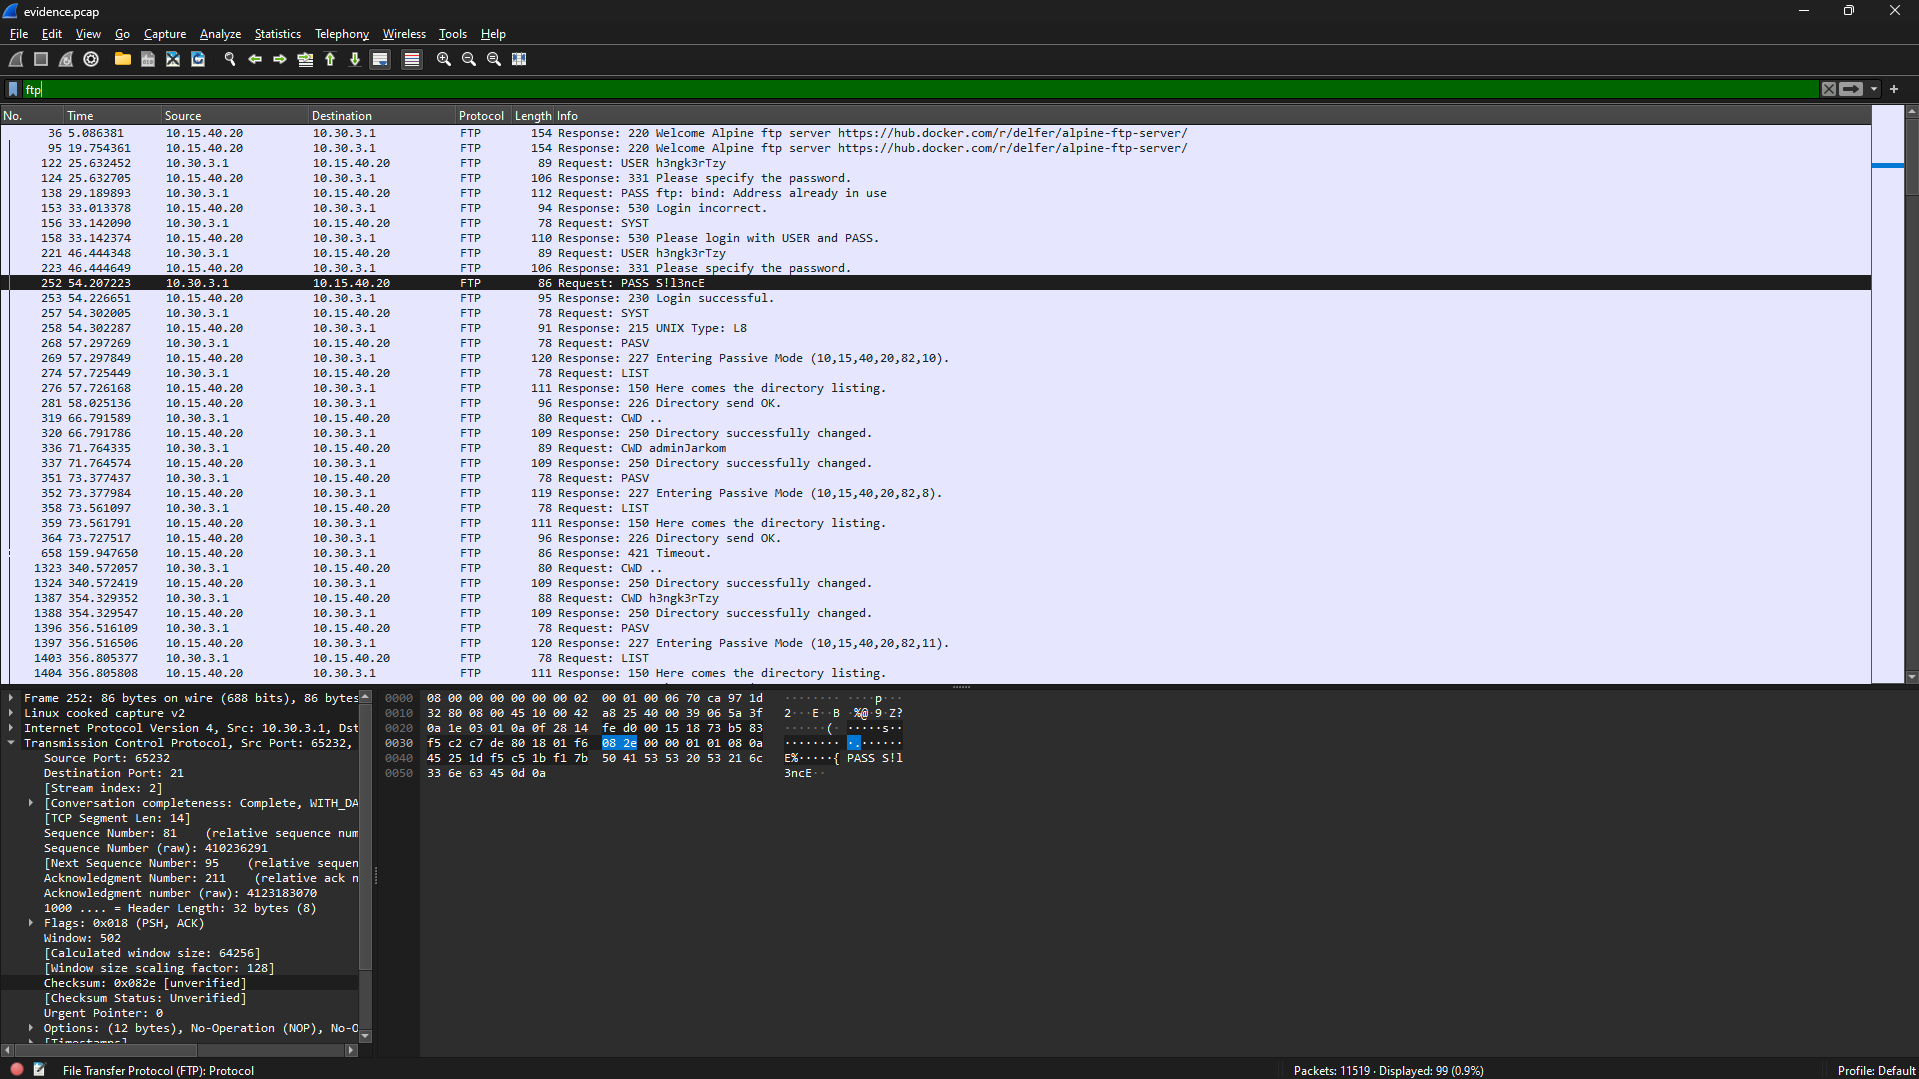 evidence.pcap
File Edit View Go Capture Analyze Statistics Telephony Wireless Tools Help
ftp
No. Time Source Destination Protocol Length Info
36 5.086381 10.15.40.20 10.30.3.1 FTP 154 Response: 220 Welcome Alpine ftp server https://hub.docker.com/r/delfer/alpine-ftp-server/
95 19.754361 10.15.40.20 10.30.3.1 FTP 154 Response: 220 Welcome Alpine ftp server https://hub.docker.com/r/delfer/alpine-ftp-server/
122 25.632452 10.30.3.1 10.15.40.20 FTP 89 Request: USER h3ngk3rTzy
124 25.632705 10.15.40.20 10.30.3.1 FTP 106 Response: 331 Please specify the password.
138 29.189893 10.30.3.1 10.15.40.20 FTP 112 Request: PASS ftp: bind: Address already in use
153 33.013378 10.15.40.20 10.30.3.1 FTP 94 Response: 530 Login incorrect.
156 33.142090 10.30.3.1 10.15.40.20 FTP 78 Request: SYST
158 33.142374 10.15.40.20 10.30.3.1 FTP 110 Response: 530 Please login with USER and PASS.
221 46.444348 10.30.3.1 10.15.40.20 FTP 89 Request: USER h3ngk3rTzy
223 46.444649 10.15.40.20 10.30.3.1 FTP 106 Response: 331 Please specify the password.
252 54.207223 10.30.3.1 10.15.40.20 FTP 86 Request: PASS S!l3ncE
253 54.226651 10.15.40.20 10.30.3.1 FTP 95 Response: 230 Login successful.
257 54.302005 10.30.3.1 10.15.40.20 FTP 78 Request: SYST
258 54.302287 10.15.40.20 10.30.3.1 FTP 91 Response: 215 UNIX Type: L8
268 57.297269 10.30.3.1 10.15.40.20 FTP 78 Request: PASV
269 57.297849 10.15.40.20 10.30.3.1 FTP 120 Response: 227 Entering Passive Mode (10,15,40,20,82,10).
274 57.725449 10.30.3.1 10.15.40.20 FTP 78 Request: LIST
276 57.726168 10.15.40.20 10.30.3.1 FTP 111 Response: 150 Here comes the directory listing.
281 58.025136 10.15.40.20 10.30.3.1 FTP 96 Response: 226 Directory send OK.
319 66.791589 10.30.3.1 10.15.40.20 FTP 80 Request: CWD ..
320 66.791786 10.15.40.20 10.30.3.1 FTP 109 Response: 250 Directory successfully changed.
336 71.764335 10.30.3.1 10.15.40.20 FTP 89 Request: CWD adminJarkom
337 71.764574 10.15.40.20 10.30.3.1 FTP 109 Response: 250 Directory successfully changed.
351 73.377437 10.30.3.1 10.15.40.20 FTP 78 Request: PASV
352 73.377984 10.15.40.20 10.30.3.1 FTP 119 Response: 227 Entering Passive Mode (10,15,40,20,82,8).
358 73.561097 10.30.3.1 10.15.40.20 FTP 78 Request: LIST
359 73.561791 10.15.40.20 10.30.3.1 FTP 111 Response: 150 Here comes the directory listing.
364 73.727517 10.15.40.20 10.30.3.1 FTP 96 Response: 226 Directory send OK.
658 159.947650 10.15.40.20 10.30.3.1 FTP 86 Response: 421 Timeout.
1323 340.572057 10.30.3.1 10.15.40.20 FTP 80 Request: CWD ..
1324 340.572419 10.15.40.20 10.30.3.1 FTP 109 Response: 250 Directory successfully changed.
1387 354.329352 10.30.3.1 10.15.40.20 FTP 88 Request: CWD h3ngk3rTzy
1388 354.329547 10.15.40.20 10.30.3.1 FTP 109 Response: 250 Directory successfully changed.
1396 356.516109 10.30.3.1 10.15.40.20 FTP 78 Request: PASV
1397 356.516506 10.15.40.20 10.30.3.1 FTP 120 Response: 227 Entering Passive Mode (10,15,40,20,82,11).
1403 356.805377 10.30.3.1 10.15.40.20 FTP 78 Request: LIST
1404 356.805808 10.15.40.20 10.30.3.1 FTP 111 Response: 150 Here comes the directory listing.
Frame 252: 86 bytes on wire (688 bits), 86 bytes
Linux cooked capture v2
Internet Protocol Version 4, Src: 10.30.3.1, Dst
Transmission Control Protocol, Src Port: 65232,
Source Port: 65232
Destination Port: 21
[Stream index: 2]
[Conversation completeness: Complete, WITH_DA
[TCP Segment Len: 14]
Sequence Number: 81 (relative sequence num
Sequence Number (raw): 410236291
[Next Sequence Number: 95 (relative sequen
Acknowledgment Number: 211 (relative ack n
Acknowledgment number (raw): 4123183070
1000 .... = Header Length: 32 bytes (8)
Flags: 0x018 (PSH, ACK)
Window: 502
[Calculated window size: 64256]
[Window size scaling factor: 128]
Checksum: 0x082e [unverified]
[Checksum Status: Unverified]
Urgent Pointer: 0
Options: (12 bytes), No-Operation (NOP), No-O
[Timestamps]
0000 08 00 00 00 00 00 00 02 00 01 00 06 70 ca 97 1d ········ ····p···
0010 32 80 08 00 45 10 00 42 a8 25 40 00 39 06 5a 3f 2···E··B ·%@·9·Z?
0020 0a 1e 03 01 0a 0f 28 14 fe d0 00 15 18 73 b5 83 ······(· ·····s··
0030 f5 c2 c7 de 80 18 01 f6 08 2e 00 00 01 01 08 0a ········ ·.······
0040 45 25 1d f5 c5 1b f1 7b 50 41 53 53 20 53 21 6c E%·····{ PASS S!l
0050 33 6e 63 45 0d 0a 3ncE··
File Transfer Protocol (FTP): Protocol
Packets: 11519 · Displayed: 99 (0.9%)
Profile: Default